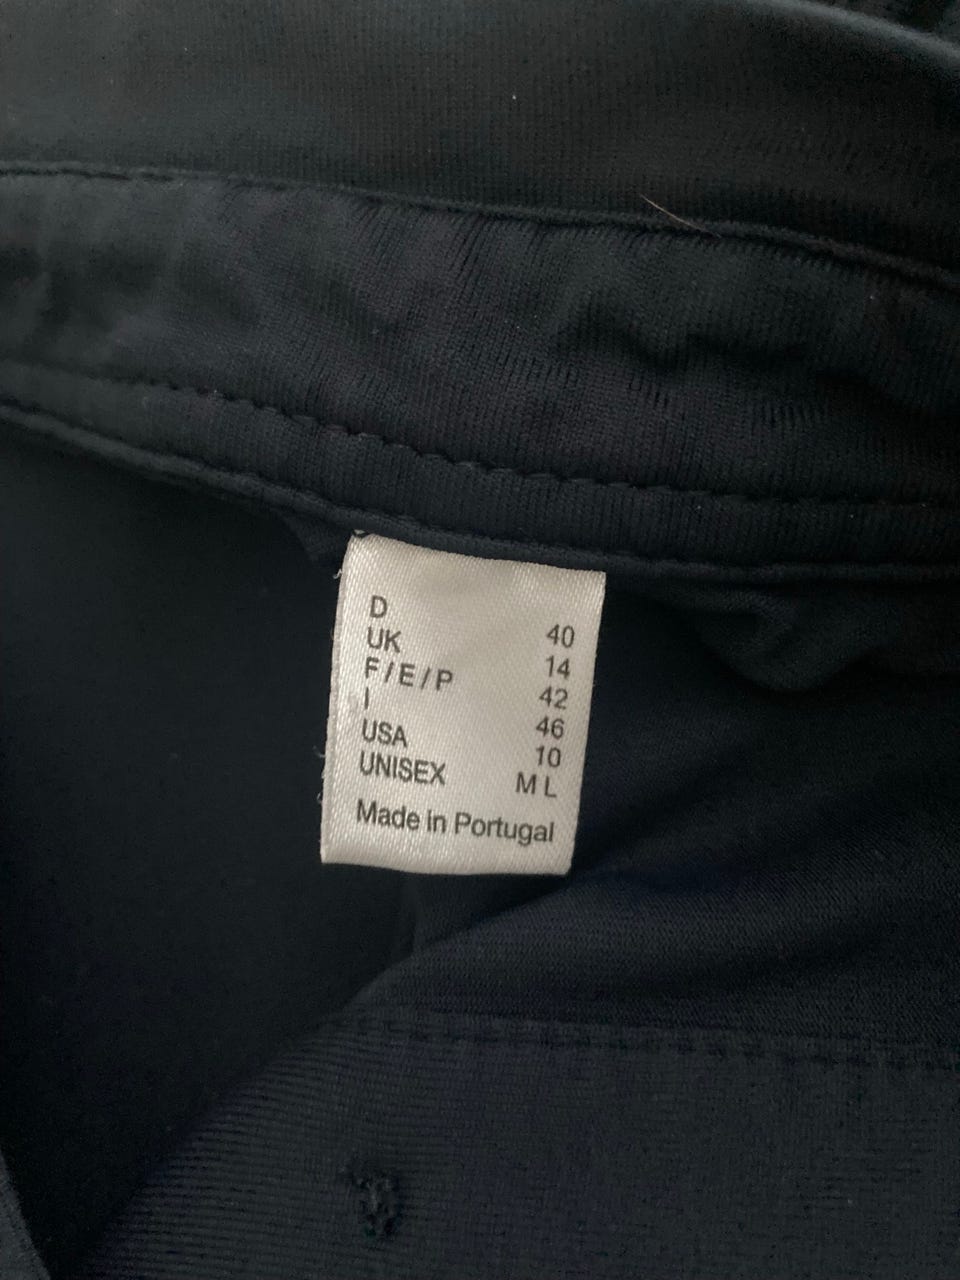 D 40
UK 14
F/E/P 42
I 46
USA 10
UNISEX M L
Made in Portugal